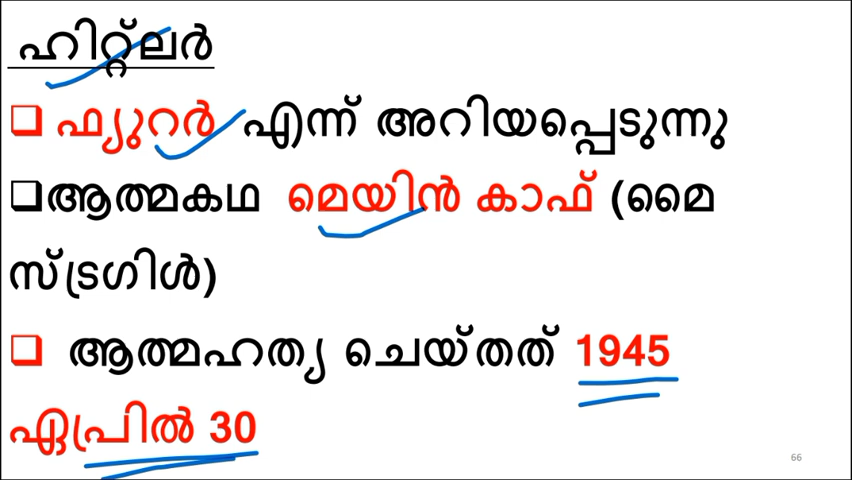 ഹിറ്റ്ലർ
❑ ഫ്യുറർ എന്ന് അറിയപ്പെടുന്നു
❑ആത്മകഥ മെയിൻ കാഫ് (മൈ
സ്ട്രഗിൾ)
❑ ആത്മഹത്യ ചെയ്തത് 1945
ഏപ്രിൽ 30
66